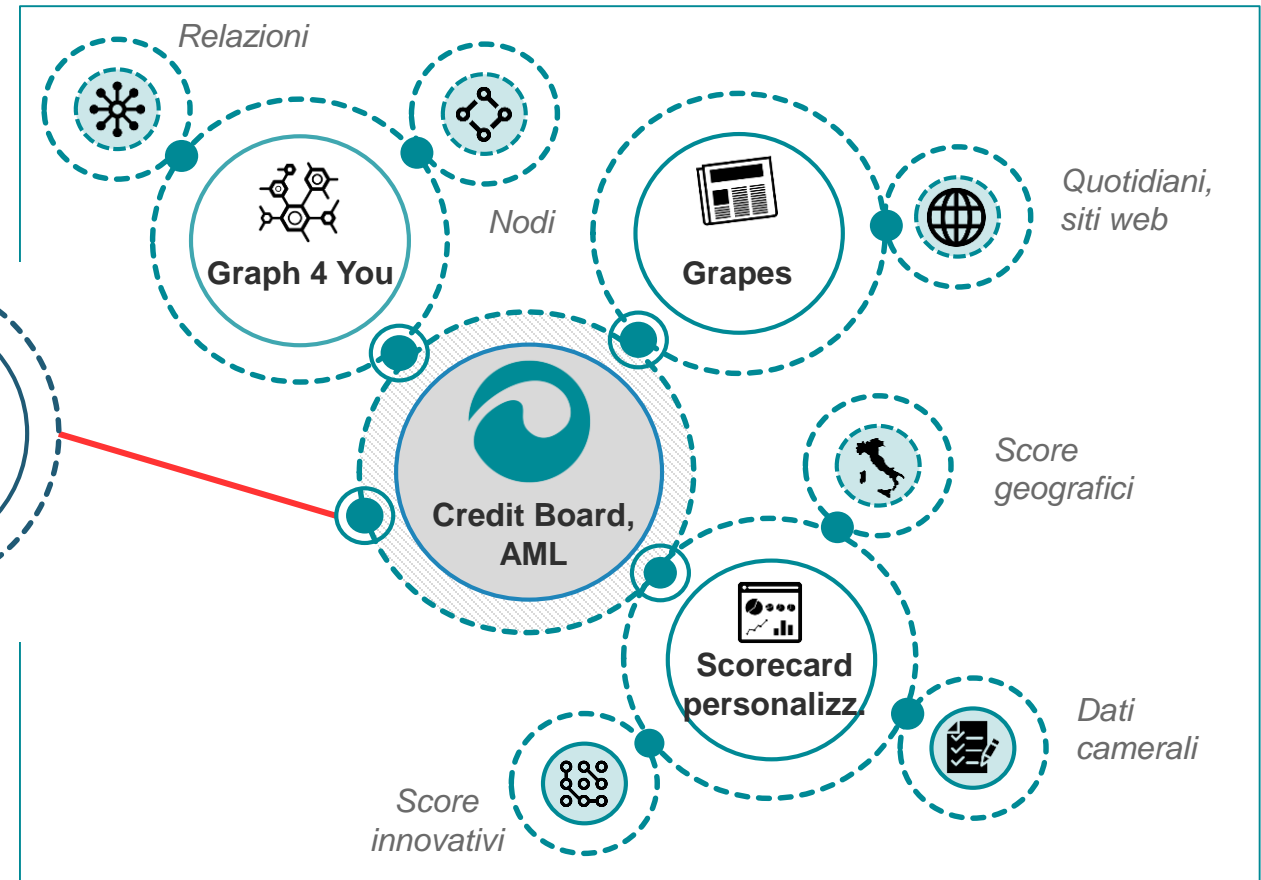 Relazioni
Nodi
Graph 4 You
Grapes
Quotidiani,
siti web
Credit Board,
AML
Score
geografici
Scorecard
personalizz.
Dati
camerali
Score
innovativi